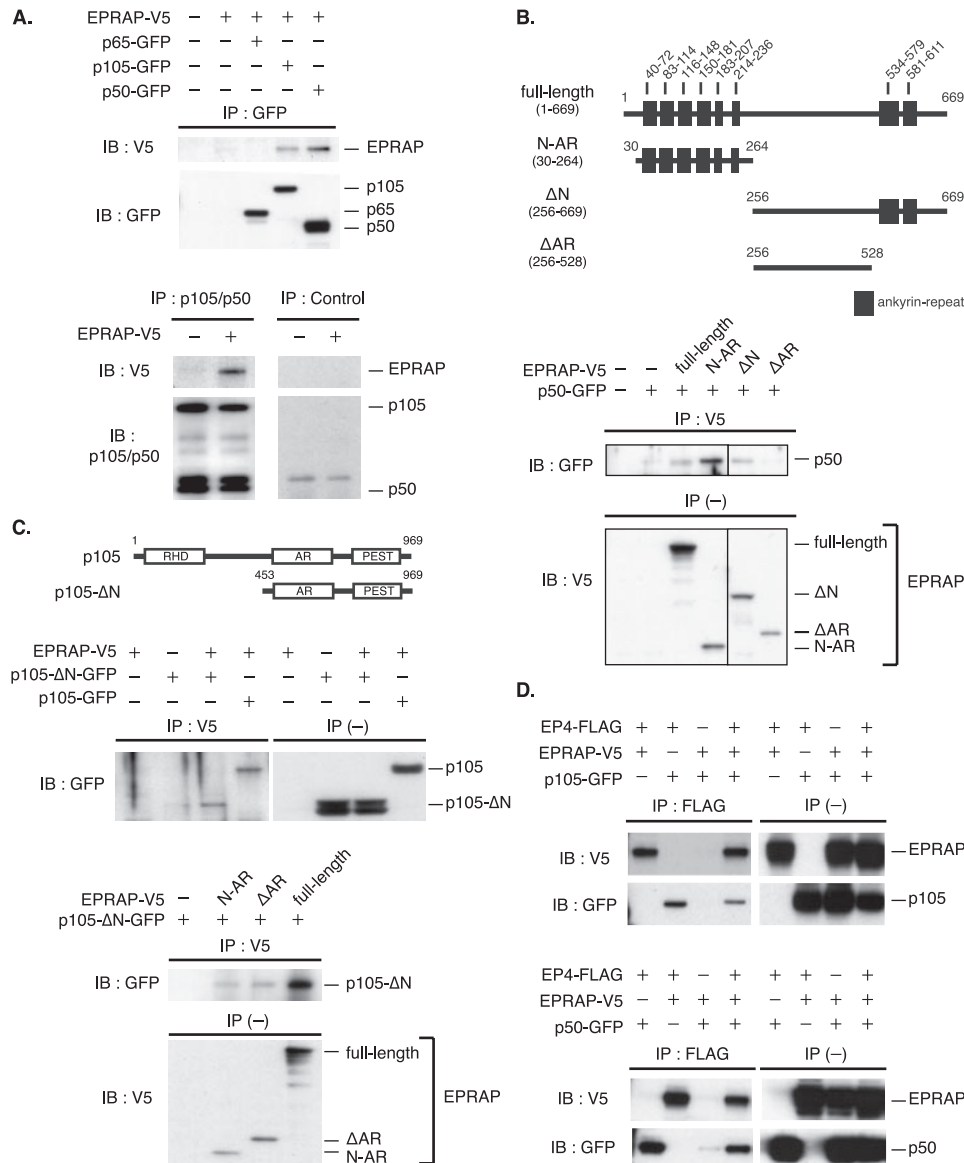 A.
EPRAP-V5 – + + + +
p65-GFP + 
p105-GFP +
p50-GFP +
IP : GFP
IB : V5
EPRAP
IB : GFP
p105
p65
p50
IP : p105/p50
IP : Control
EPRAP-V5 – + – +
IB : V5
EPRAP
IB :
p105/p50
p105
p50
B.
40-72
83-114
116-148
150-181
183-207
214-236
534-579
581-611
full-length
(1-669)
1
669
N-AR
(30-264)
30
264
ΔN
(256-669)
256
669
ΔAR
(256-528)
256
528
ankyrin-repeat
full-length
N-AR
ΔN
ΔAR
EPRAP-V5 – –
p50-GFP – + + + + +
IP : V5
IB : GFP
p50
IP (–)
IB : V5
full-length
ΔN
ΔAR
N-AR
EPRAP
C.
1
969
p105
RHD
AR
PEST
453
969
p105-ΔN
AR
PEST
EPRAP-V5 + – + + + – + +
p105-ΔN-GFP – + + – – + + –
p105-GFP – – – + – – – +
IP : V5
IP (–)
IB : GFP
p105
p105-ΔN
N-AR
ΔAR
full-length
EPRAP-V5 –
p105-ΔN-GFP + + + +
IP : V5
IB : GFP
p105-ΔN
IP (–)
IB : V5
full-length
ΔAR
N-AR
EPRAP
D.
EP4-FLAG + + – + + + – +
EPRAP-V5 + – + + + – + +
p105-GFP – + + + – + + +
IP : FLAG
IP (–)
IB : V5
EPRAP
IB : GFP
p105
EP4-FLAG + + – + + + – +
EPRAP-V5 – + + + – + + +
p50-GFP + – + + + – + +
IP : FLAG
IP (–)
IB : V5
EPRAP
IB : GFP
p50